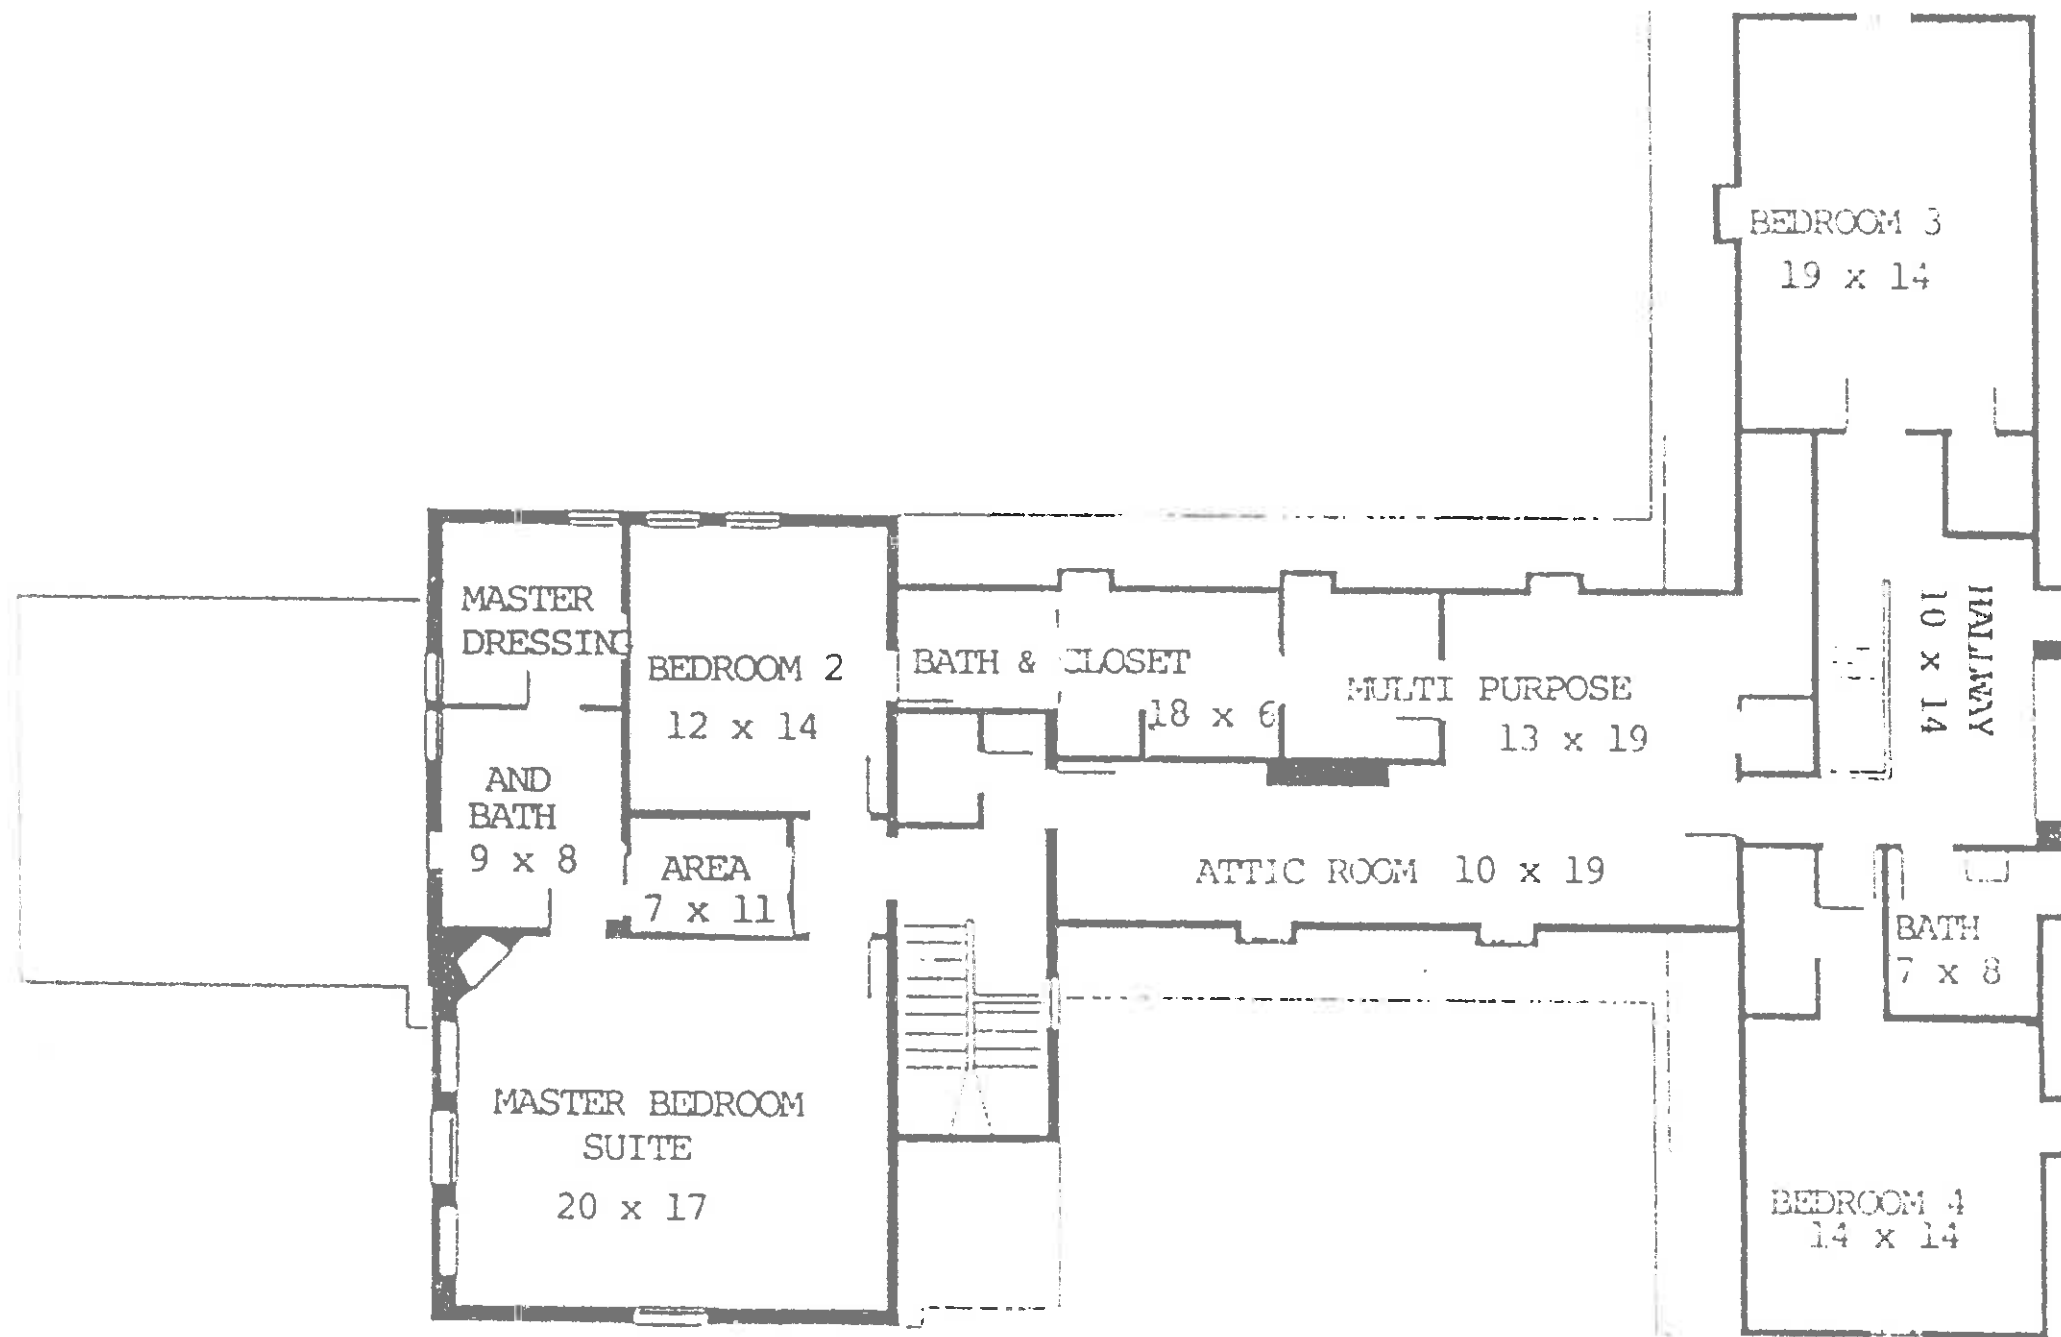 BEDROOM 3
19 x 14
MASTER
DRESSING
BEDROOM 2
12 x 14
BATH & CLOSET
18 x 6
MULTI PURPOSE
13 x 19
HALLWAY
10 x 14
AND
BATH
9 x 8
AREA
7 x 11
ATTIC ROOM 10 x 19
BATH
7 x 8
MASTER BEDROOM
SUITE
20 x 17
BEDROOM 4
14 x 14